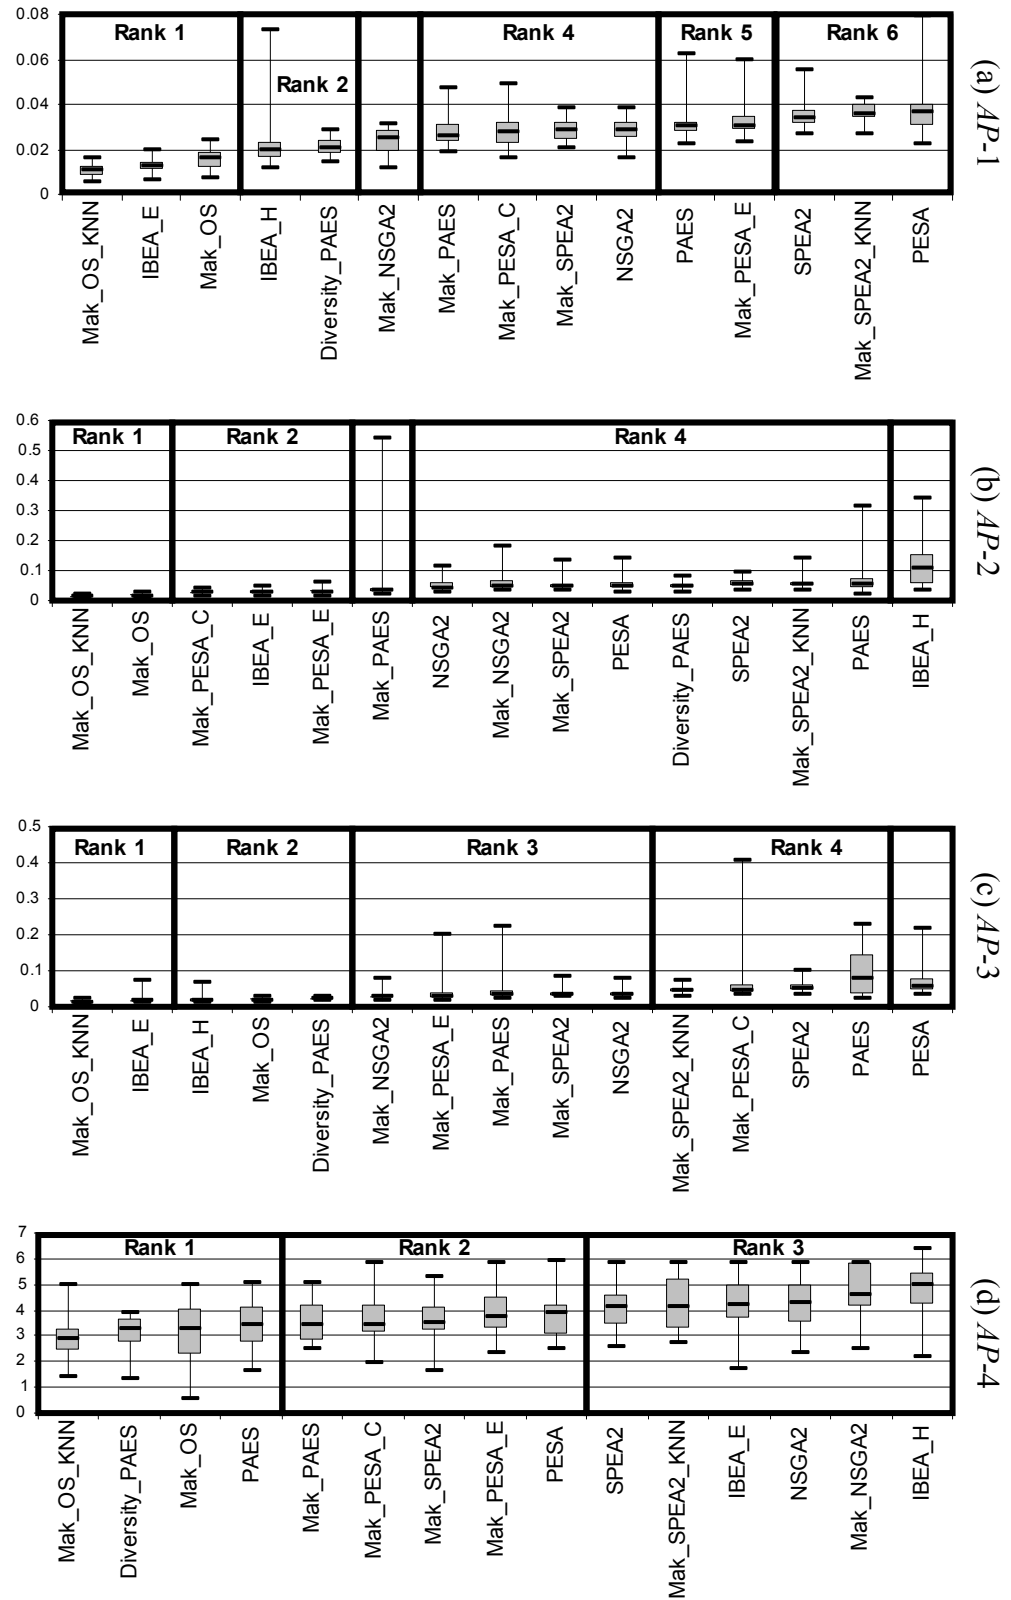 (a) AP-1
0.08
0.06
0.04
0.02
0
Rank 1
Rank 2
Rank 4
Rank 5
Rank 6
Mak_OS_KNN
IBEA_E
Mak_OS
IBEA_H
Diversity_PAES
Mak_NSGA2
Mak_PAES
Mak_PESA_C
Mak_SPEA2
NSGA2
PAES
Mak_PESA_E
SPEA2
Mak_SPEA2_KNN
PESA
(b) AP-2
0.6
0.5
0.4
0.3
0.2
0.1
0
Rank 1
Rank 2
Rank 4
Mak_OS_KNN
Mak_OS
Mak_PESA_C
IBEA_E
Mak_PESA_E
Mak_PAES
NSGA2
Mak_NSGA2
Mak_SPEA2
PESA
Diversity_PAES
SPEA2
Mak_SPEA2_KNN
PAES
IBEA_H
(c) AP-3
0.5
0.4
0.3
0.2
0.1
0
Rank 1
Rank 2
Rank 3
Rank 4
Mak_OS_KNN
IBEA_E
IBEA_H
Mak_OS
Diversity_PAES
Mak_NSGA2
Mak_PESA_E
Mak_PAES
Mak_SPEA2
NSGA2
Mak_SPEA2_KNN
Mak_PESA_C
SPEA2
PAES
PESA
(d) AP-4
7
6
5
4
3
2
1
0
Rank 1
Rank 2
Rank 3
Mak_OS_KNN
Diversity_PAES
Mak_OS
PAES
Mak_PAES
Mak_PESA_C
Mak_SPEA2
Mak_PESA_E
PESA
SPEA2
Mak_SPEA2_KNN
IBEA_E
NSGA2
Mak_NSGA2
IBEA_H